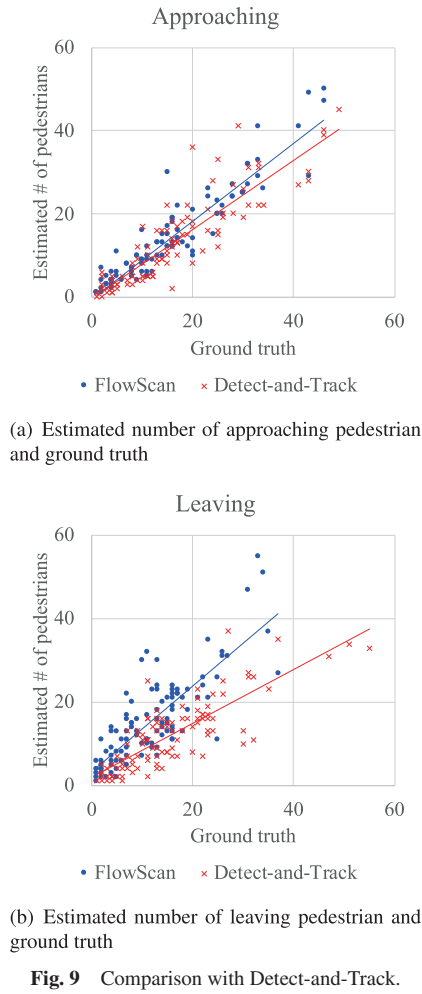 Approaching
60
40
20
0
Estimated # of pedestrians
0 20 40 60
Ground truth
FlowScan Detect-and-Track
(a) Estimated number of approaching pedestrian
and ground truth
Leaving
60
40
20
0
Estimated # of pedestrians
0 20 40 60
Ground truth
FlowScan Detect-and-Track
(b) Estimated number of leaving pedestrian and
ground truth
Fig. 9 Comparison with Detect-and-Track.